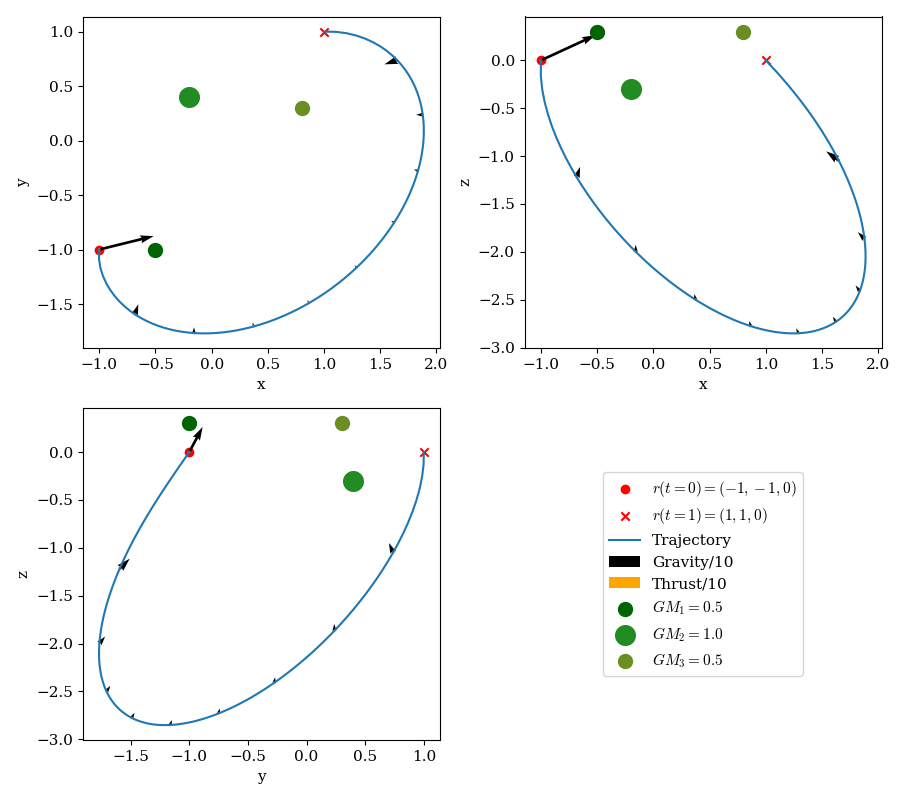 1.0
0.5
0.0
−0.5
−1.0
−1.5
y
−1.0 −0.5 0.0 0.5 1.0 1.5 2.0
x
0.0
−0.5
−1.0
−1.5
−2.0
−2.5
−3.0
z
−1.0 −0.5 0.0 0.5 1.0 1.5 2.0
x
0.0
−0.5
−1.0
−1.5
−2.0
−2.5
−3.0
z
−1.5 −1.0 −0.5 0.0 0.5 1.0
y
r(t = 0) = (−1, −1, 0)
r(t = 1) = (1, 1, 0)
Trajectory
Gravity/10
Thrust/10
GM₁ = 0.5
GM₂ = 1.0
GM₃ = 0.5